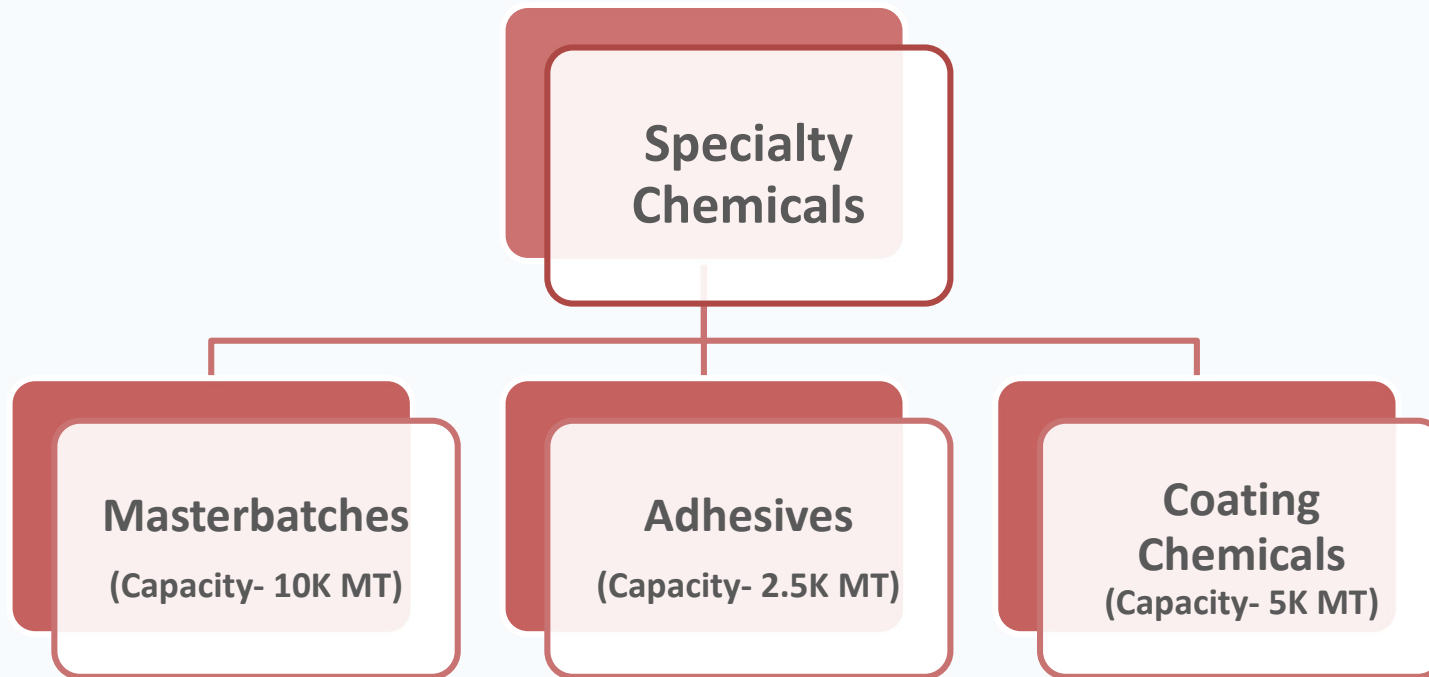 Specialty
Chemicals
Masterbatches
(Capacity- 10K MT)
Adhesives
(Capacity- 2.5K MT)
Coating
Chemicals
(Capacity- 5K MT)